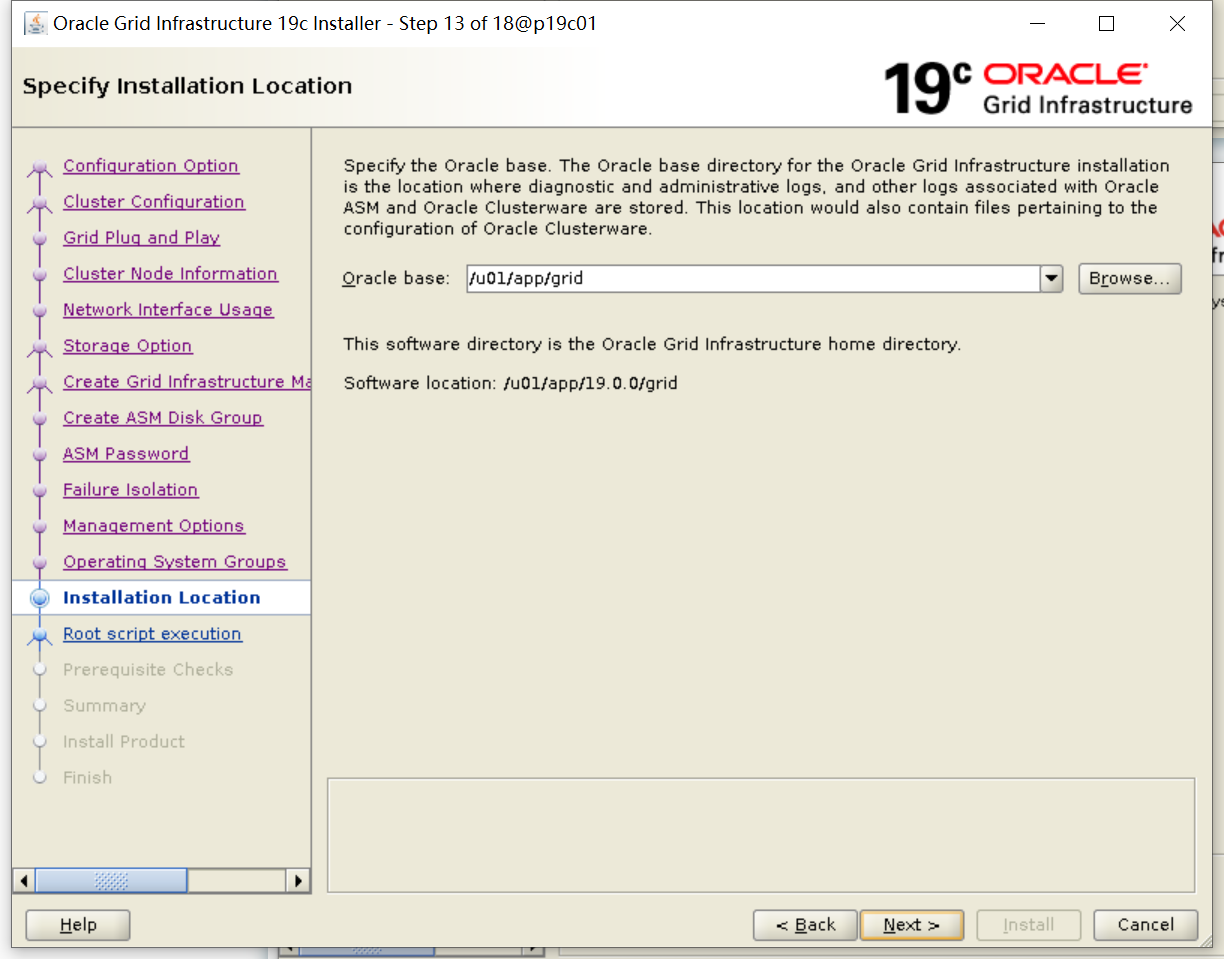 Oracle Grid Infrastructure 19c Installer - Step 13 of 18@p19c01
Specify Installation Location
19c ORACLE
Grid Infrastructure
Configuration Option
Cluster Configuration
Grid Plug and Play
Cluster Node Information
Network Interface Usage
Storage Option
Create Grid Infrastructure Ma
Create ASM Disk Group
ASM Password
Failure Isolation
Management Options
Operating System Groups
Installation Location
Root script execution
Prerequisite Checks
Summary
Install Product
Finish
Specify the Oracle base. The Oracle base directory for the Oracle Grid Infrastructure installation
is the location where diagnostic and administrative logs, and other logs associated with Oracle
ASM and Oracle Clusterware are stored. This location would also contain files pertaining to the
configuration of Oracle Clusterware.
Oracle base: /u01/app/grid Browse...
This software directory is the Oracle Grid Infrastructure home directory.
Software location: /u01/app/19.0.0/grid
Help
< Back Next > Install Cancel